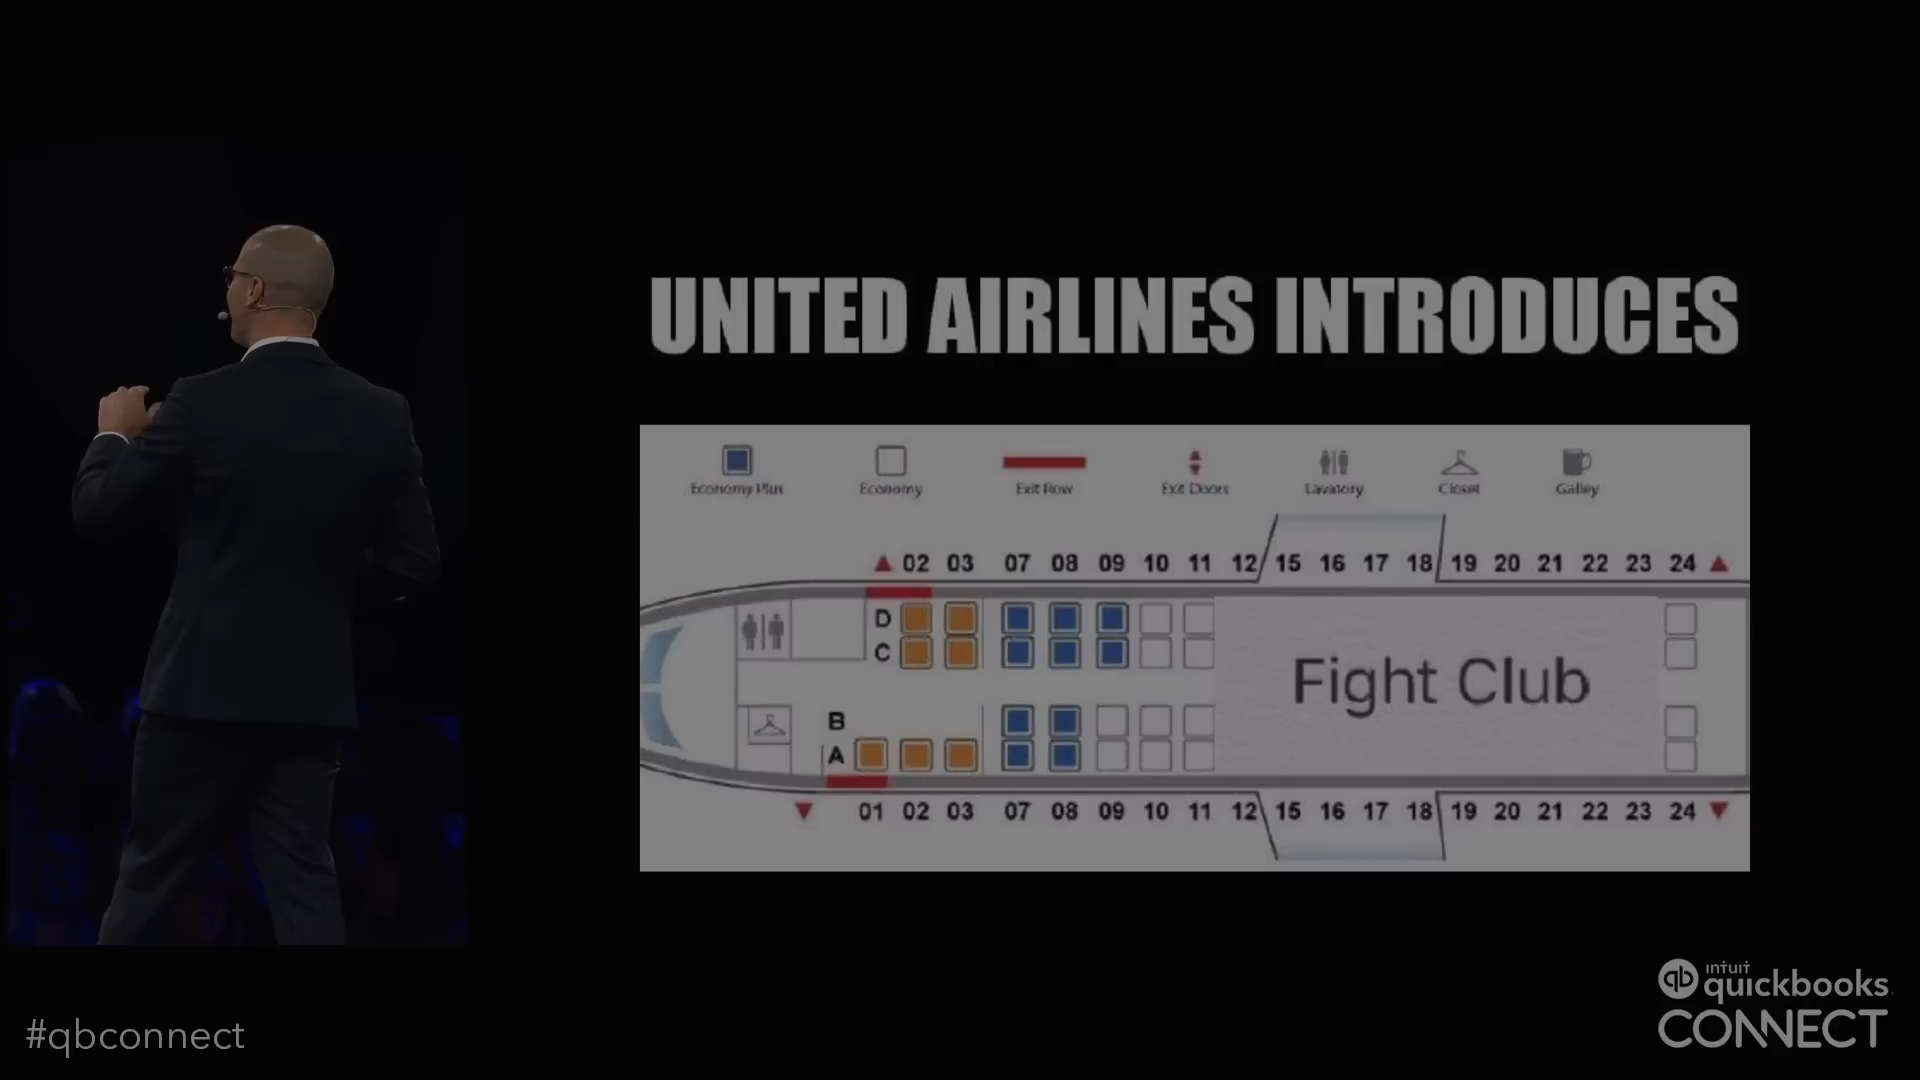 UNITED AIRLINES INTRODUCES
Economy Plus Economy Exit Row Exit Doors Lavatory Closet Galley
02 03 07 08 09 10 11 12 15 16 17 18 19 20 21 22 23 24
D
C
Fight Club
B
A
01 02 03 07 08 09 10 11 12 15 16 17 18 19 20 21 22 23 24
#qbconnect
qb intuit quickbooks.
CONNECT